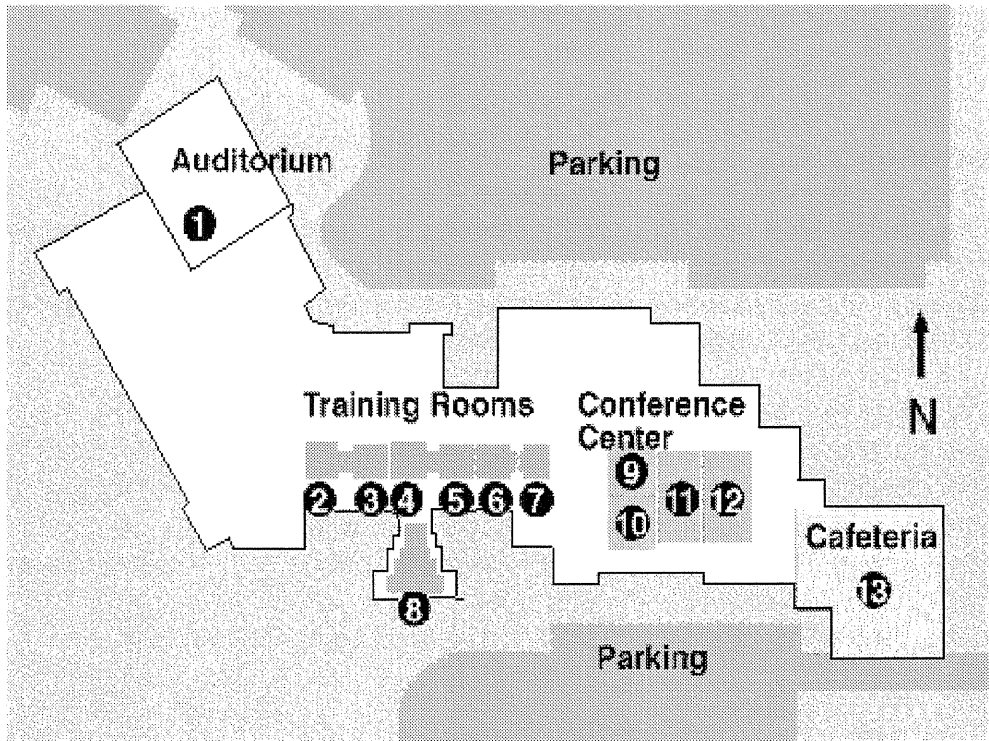 Auditorium
Parking
1
N
Training Rooms
Conference
Center
2 3 4 5 6 7
8
9
10
11 12
Cafeteria
13
Parking